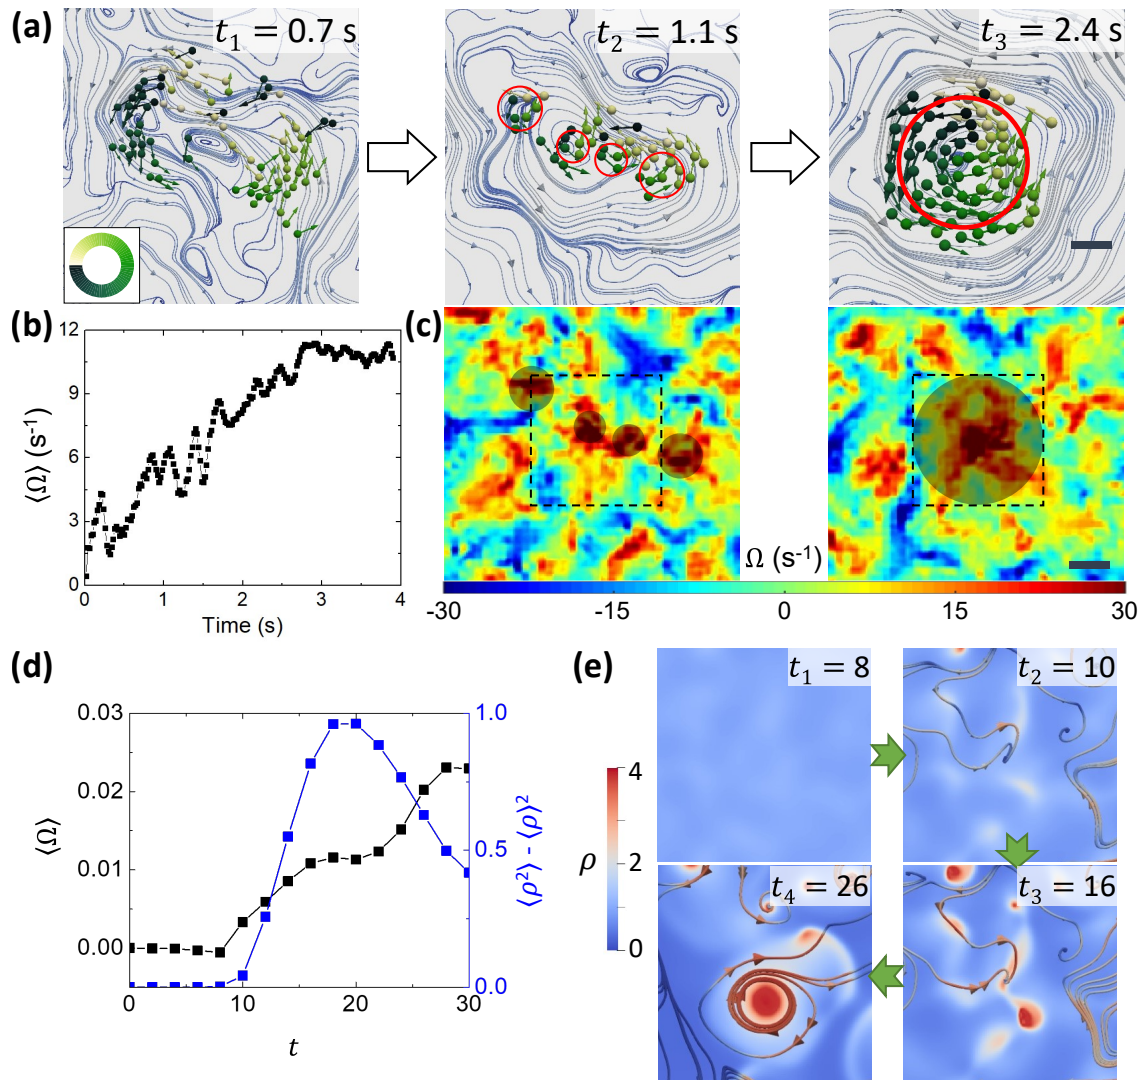 (a)
t₁ = 0.7 s
t₂ = 1.1 s
t₃ = 2.4 s
(b)
12
9
6
3
0
⟨Ω⟩ (s⁻¹)
0 1 2 3 4
Time (s)
(c)
Ω (s⁻¹)
-30 -15 0 15 30
(d)
0.03
0.02
0.01
0.00
⟨Ω⟩
1.0
0.5
0.0
⟨ρ²⟩ - ⟨ρ⟩²
0 10 20 30
t
(e)
t₁ = 8
t₂ = 10
4
2
0
ρ
t₄ = 26
t₃ = 16